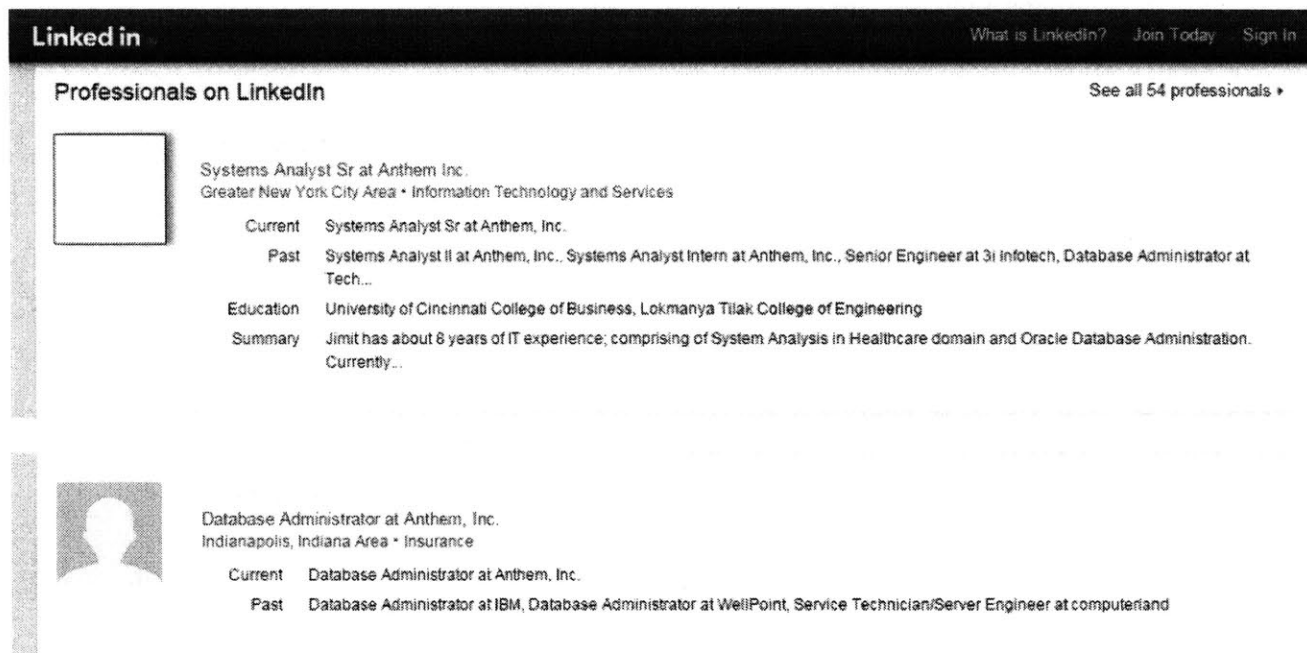 Linked in
What is LinkedIn? Join Today Sign In
Professionals on LinkedIn
See all 54 professionals ▸
Systems Analyst Sr at Anthem Inc.
Greater New York City Area • Information Technology and Services
Current Systems Analyst Sr at Anthem, Inc.
Past Systems Analyst II at Anthem, Inc., Systems Analyst Intern at Anthem, Inc., Senior Engineer at 3i Infotech, Database Administrator at
Tech...
Education University of Cincinnati College of Business, Lokmanya Tilak College of Engineering
Summary Jimit has about 8 years of IT experience; comprising of System Analysis in Healthcare domain and Oracle Database Administration.
Currently...
Database Administrator at Anthem, Inc.
Indianapolis, Indiana Area • Insurance
Current Database Administrator at Anthem, Inc.
Past Database Administrator at IBM, Database Administrator at WellPoint, Service Technician/Server Engineer at computerland